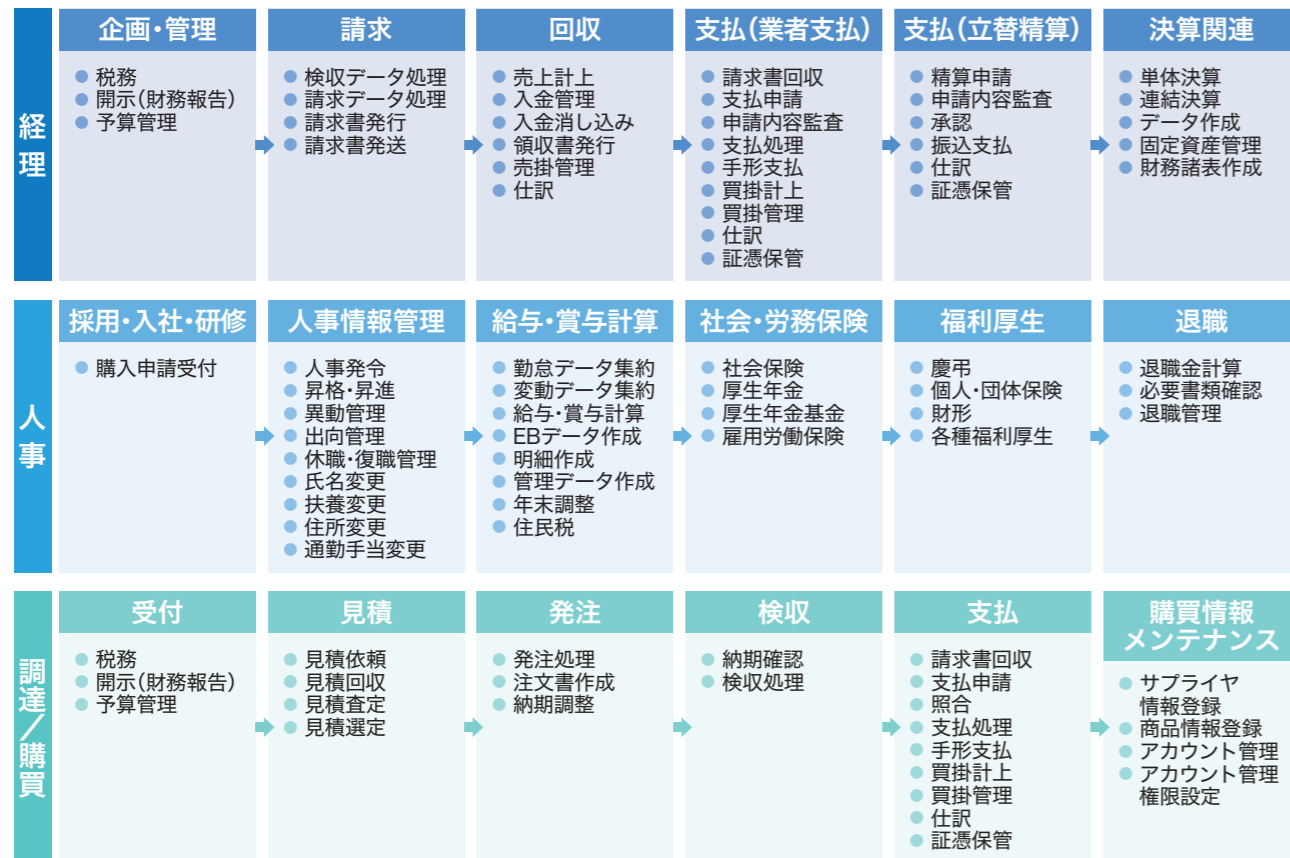 経理
企画・管理
税務
開示（財務報告）
予算管理
請求
検収データ処理
請求データ処理
請求書発行
請求書発送
回収
売上計上
入金管理
入金消し込み
領収書発行
売掛管理
仕訳
支払（業者支払）
請求書回収
支払申請
申請内容監査
支払処理
手形支払
買掛計上
買掛管理
仕訳
証憑保管
支払（立替精算）
精算申請
申請内容監査
承認
振込支払
仕訳
証憑保管
決算関連
単体決算
連結決算
データ作成
固定資産管理
財務諸表作成
人事
採用・入社・研修
購入申請受付
人事情報管理
人事発令
昇格・昇進
異動管理
出向管理
休職・復職管理
氏名変更
扶養変更
住所変更
通勤手当変更
給与・賞与計算
勤怠データ集約
変動データ集約
給与・賞与計算
EBデータ作成
明細作成
管理データ作成
年末調整
住民税
社会・労務保険
社会保険
厚生年金
厚生年金基金
雇用労働保険
福利厚生
慶弔
個人・団体保険
財形
各種福利厚生
退職
退職金計算
必要書類確認
退職管理
調達／購買
受付
税務
開示（財務報告）
予算管理
見積
見積依頼
見積回収
見積査定
見積選定
発注
発注処理
注文書作成
納期調整
検収
納期確認
検収処理
支払
請求書回収
支払申請
照合
支払処理
手形支払
買掛計上
買掛管理
仕訳
証憑保管
購買情報
メンテナンス
サプライヤ
情報登録
商品情報登録
アカウント管理
アカウント管理
権限設定